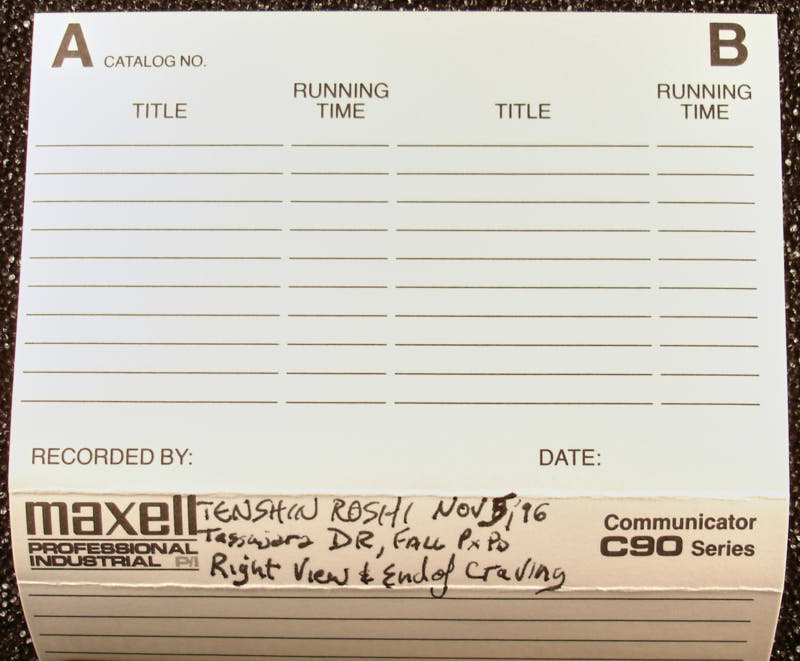 A CATALOG NO. B
TITLE RUNNING TIME TITLE RUNNING TIME
RECORDED BY: DATE:
maxell TENSHIN ROSHI NOV 5, '96 Communicator
PROFESSIONAL Tassajara DR, FALL PxPd C90 Series
INDUSTRIAL P/I Right View & End of Craving